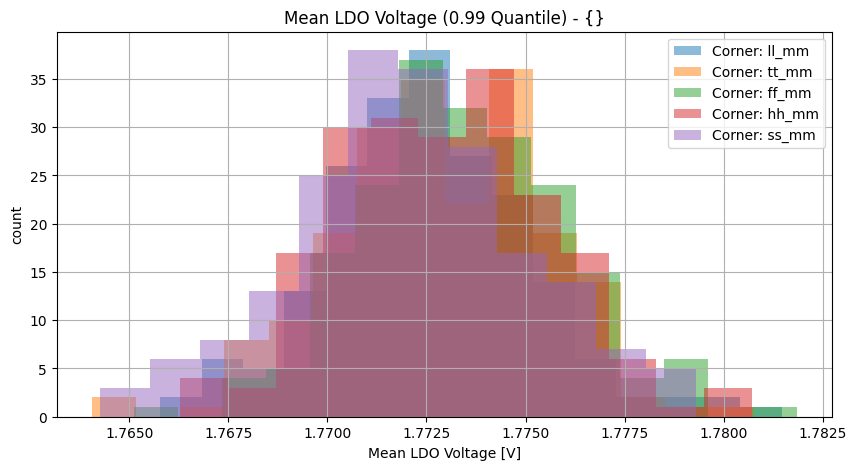 Mean LDO Voltage (0.99 Quantile) - {}
Corner: ll_mm
Corner: tt_mm
Corner: ff_mm
Corner: hh_mm
Corner: ss_mm
count
35
30
25
20
15
10
5
0
1.7650 1.7675 1.7700 1.7725 1.7750 1.7775 1.7800 1.7825
Mean LDO Voltage [V]